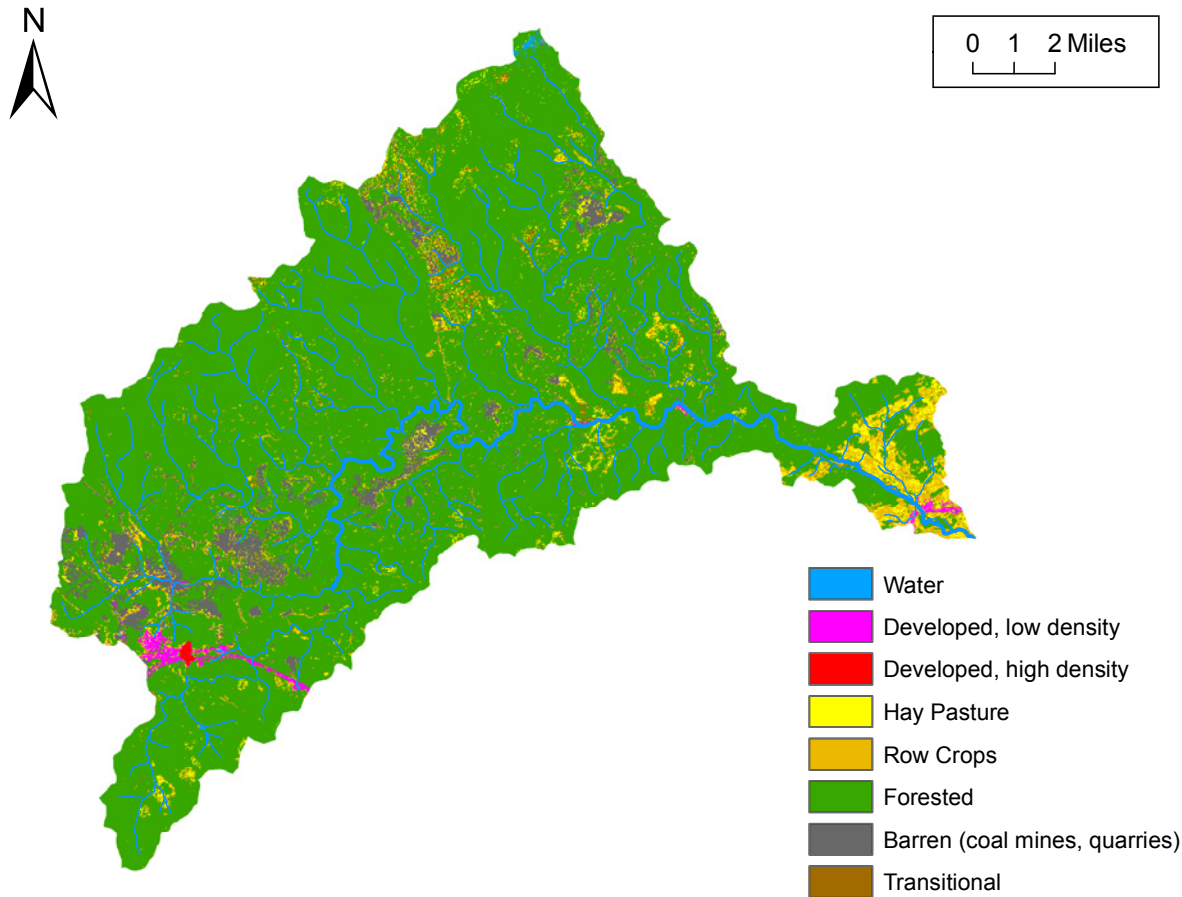 N
0 1 2 Miles
Water
Developed, low density
Developed, high density
Hay Pasture
Row Crops
Forested
Barren (coal mines, quarries)
Transitional